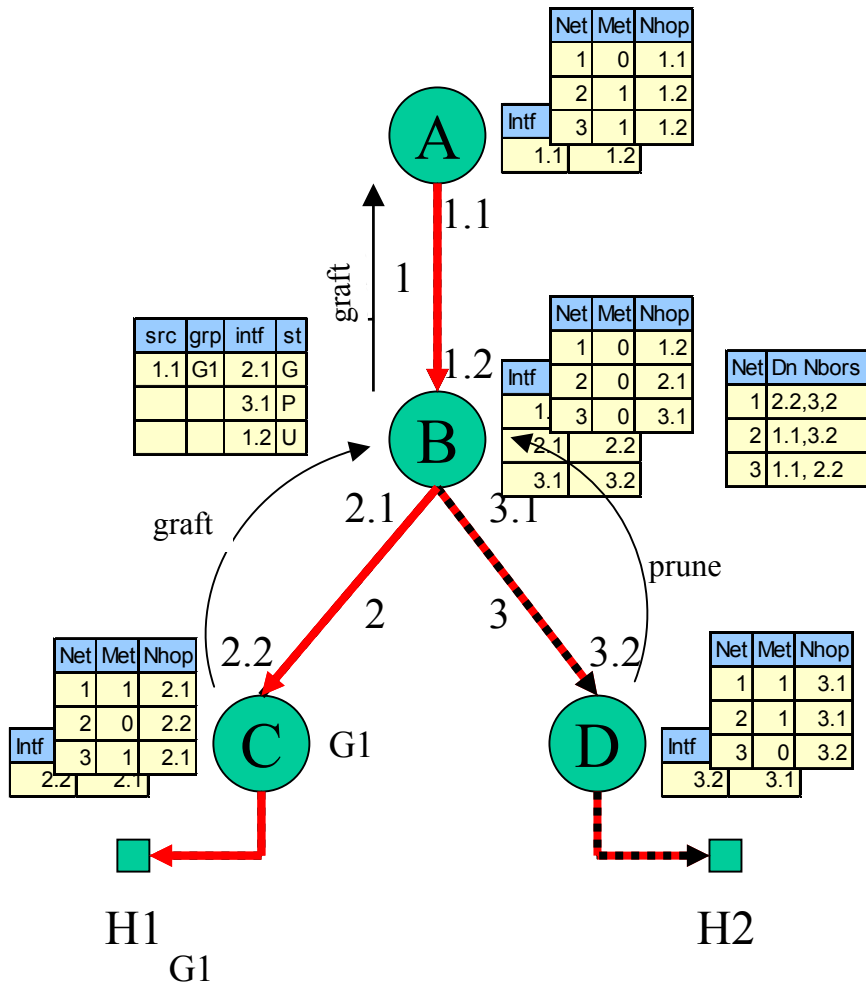 Net Met Nhop
1 0 1.1
2 1 1.2
3 1 1.2
Intf
1.1 1.2
A
1.1
1
graft
src grp intf st
1.1 G1 2.1 G
3.1 P
1.2 U
1.2
Net Met Nhop
1 0 1.2
2 0 2.1
3 0 3.1
Intf
1.
2.1 2.2
3.1 3.2
Net Dn Nbors
1 2.2,3,2
2 1.1,3.2
3 1.1, 2.2
B
2.1
3.1
graft
prune
2
3
2.2
3.2
Net Met Nhop
1 1 2.1
2 0 2.2
3 1 2.1
Intf
2.2 2.1
C
G1
D
Net Met Nhop
1 1 3.1
2 1 3.1
3 0 3.2
Intf
3.2 3.1
H1
G1
H2